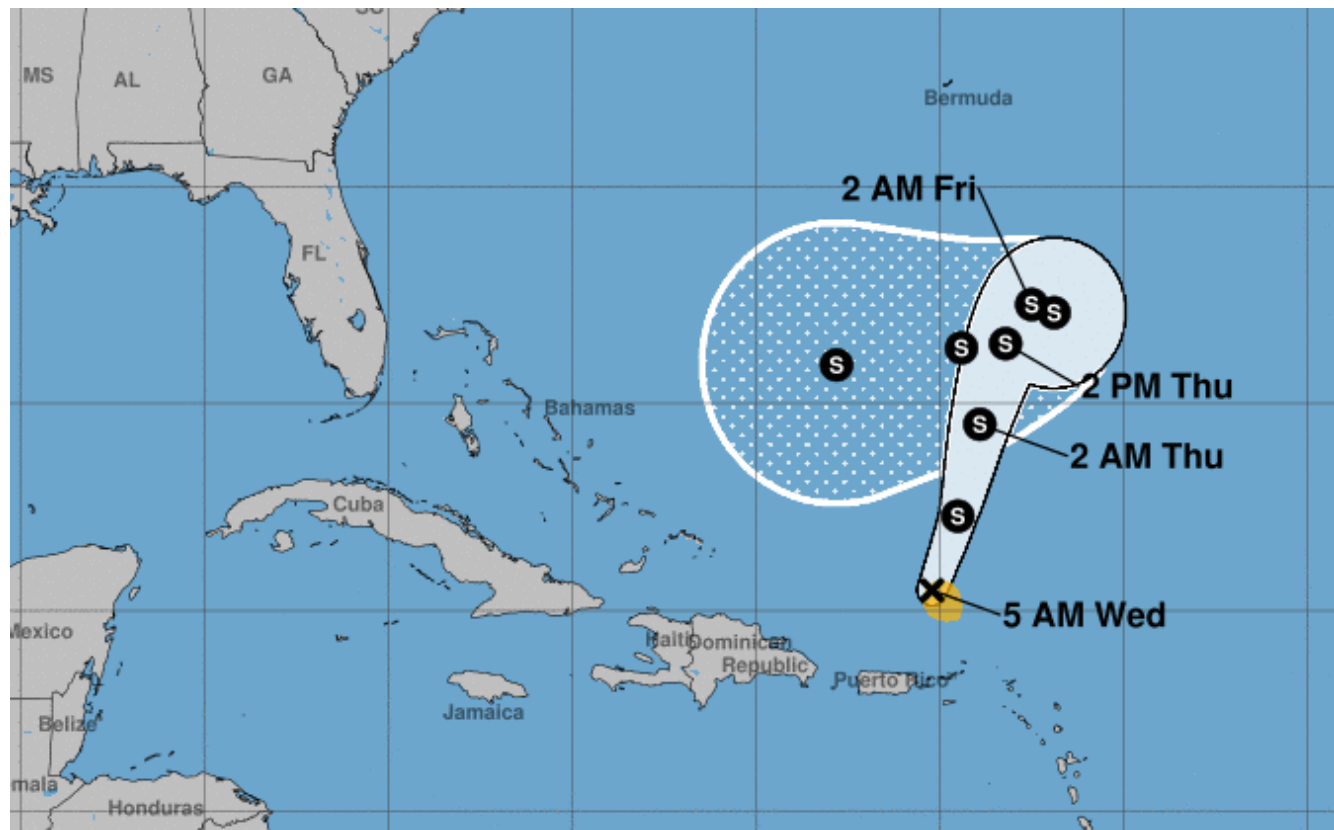 SC
MS
AL
GA
Bermuda
2 AM Fri
FL
S
S
S
S
S
2 PM Thu
Bahamas
S
2 AM Thu
Cuba
S
5 AM Wed
Mexico
Haiti
Dominican
Republic
Puerto Rico
Jamaica
Belize
mala
Honduras